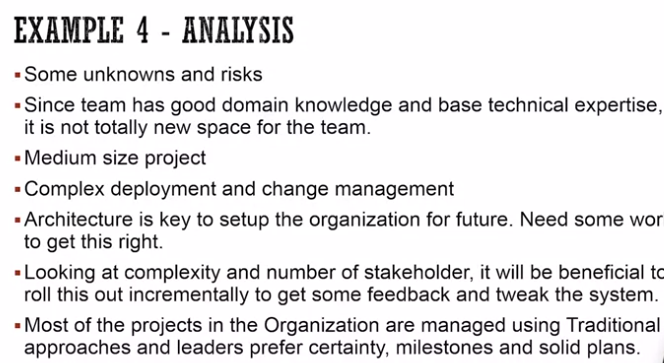 EXAMPLE 4 - ANALYSIS
▪Some unknowns and risks
▪Since team has good domain knowledge and base technical expertise,
it is not totally new space for the team.
▪Medium size project
▪Complex deployment and change management
▪Architecture is key to setup the organization for future. Need some
to get this right.
▪Looking at complexity and number of stakeholder, it will be beneficial
roll this out incrementally to get some feedback and tweak the system.
▪Most of the projects in the Organization are managed using Traditional
approaches and leaders prefer certainty, milestones and solid plans.